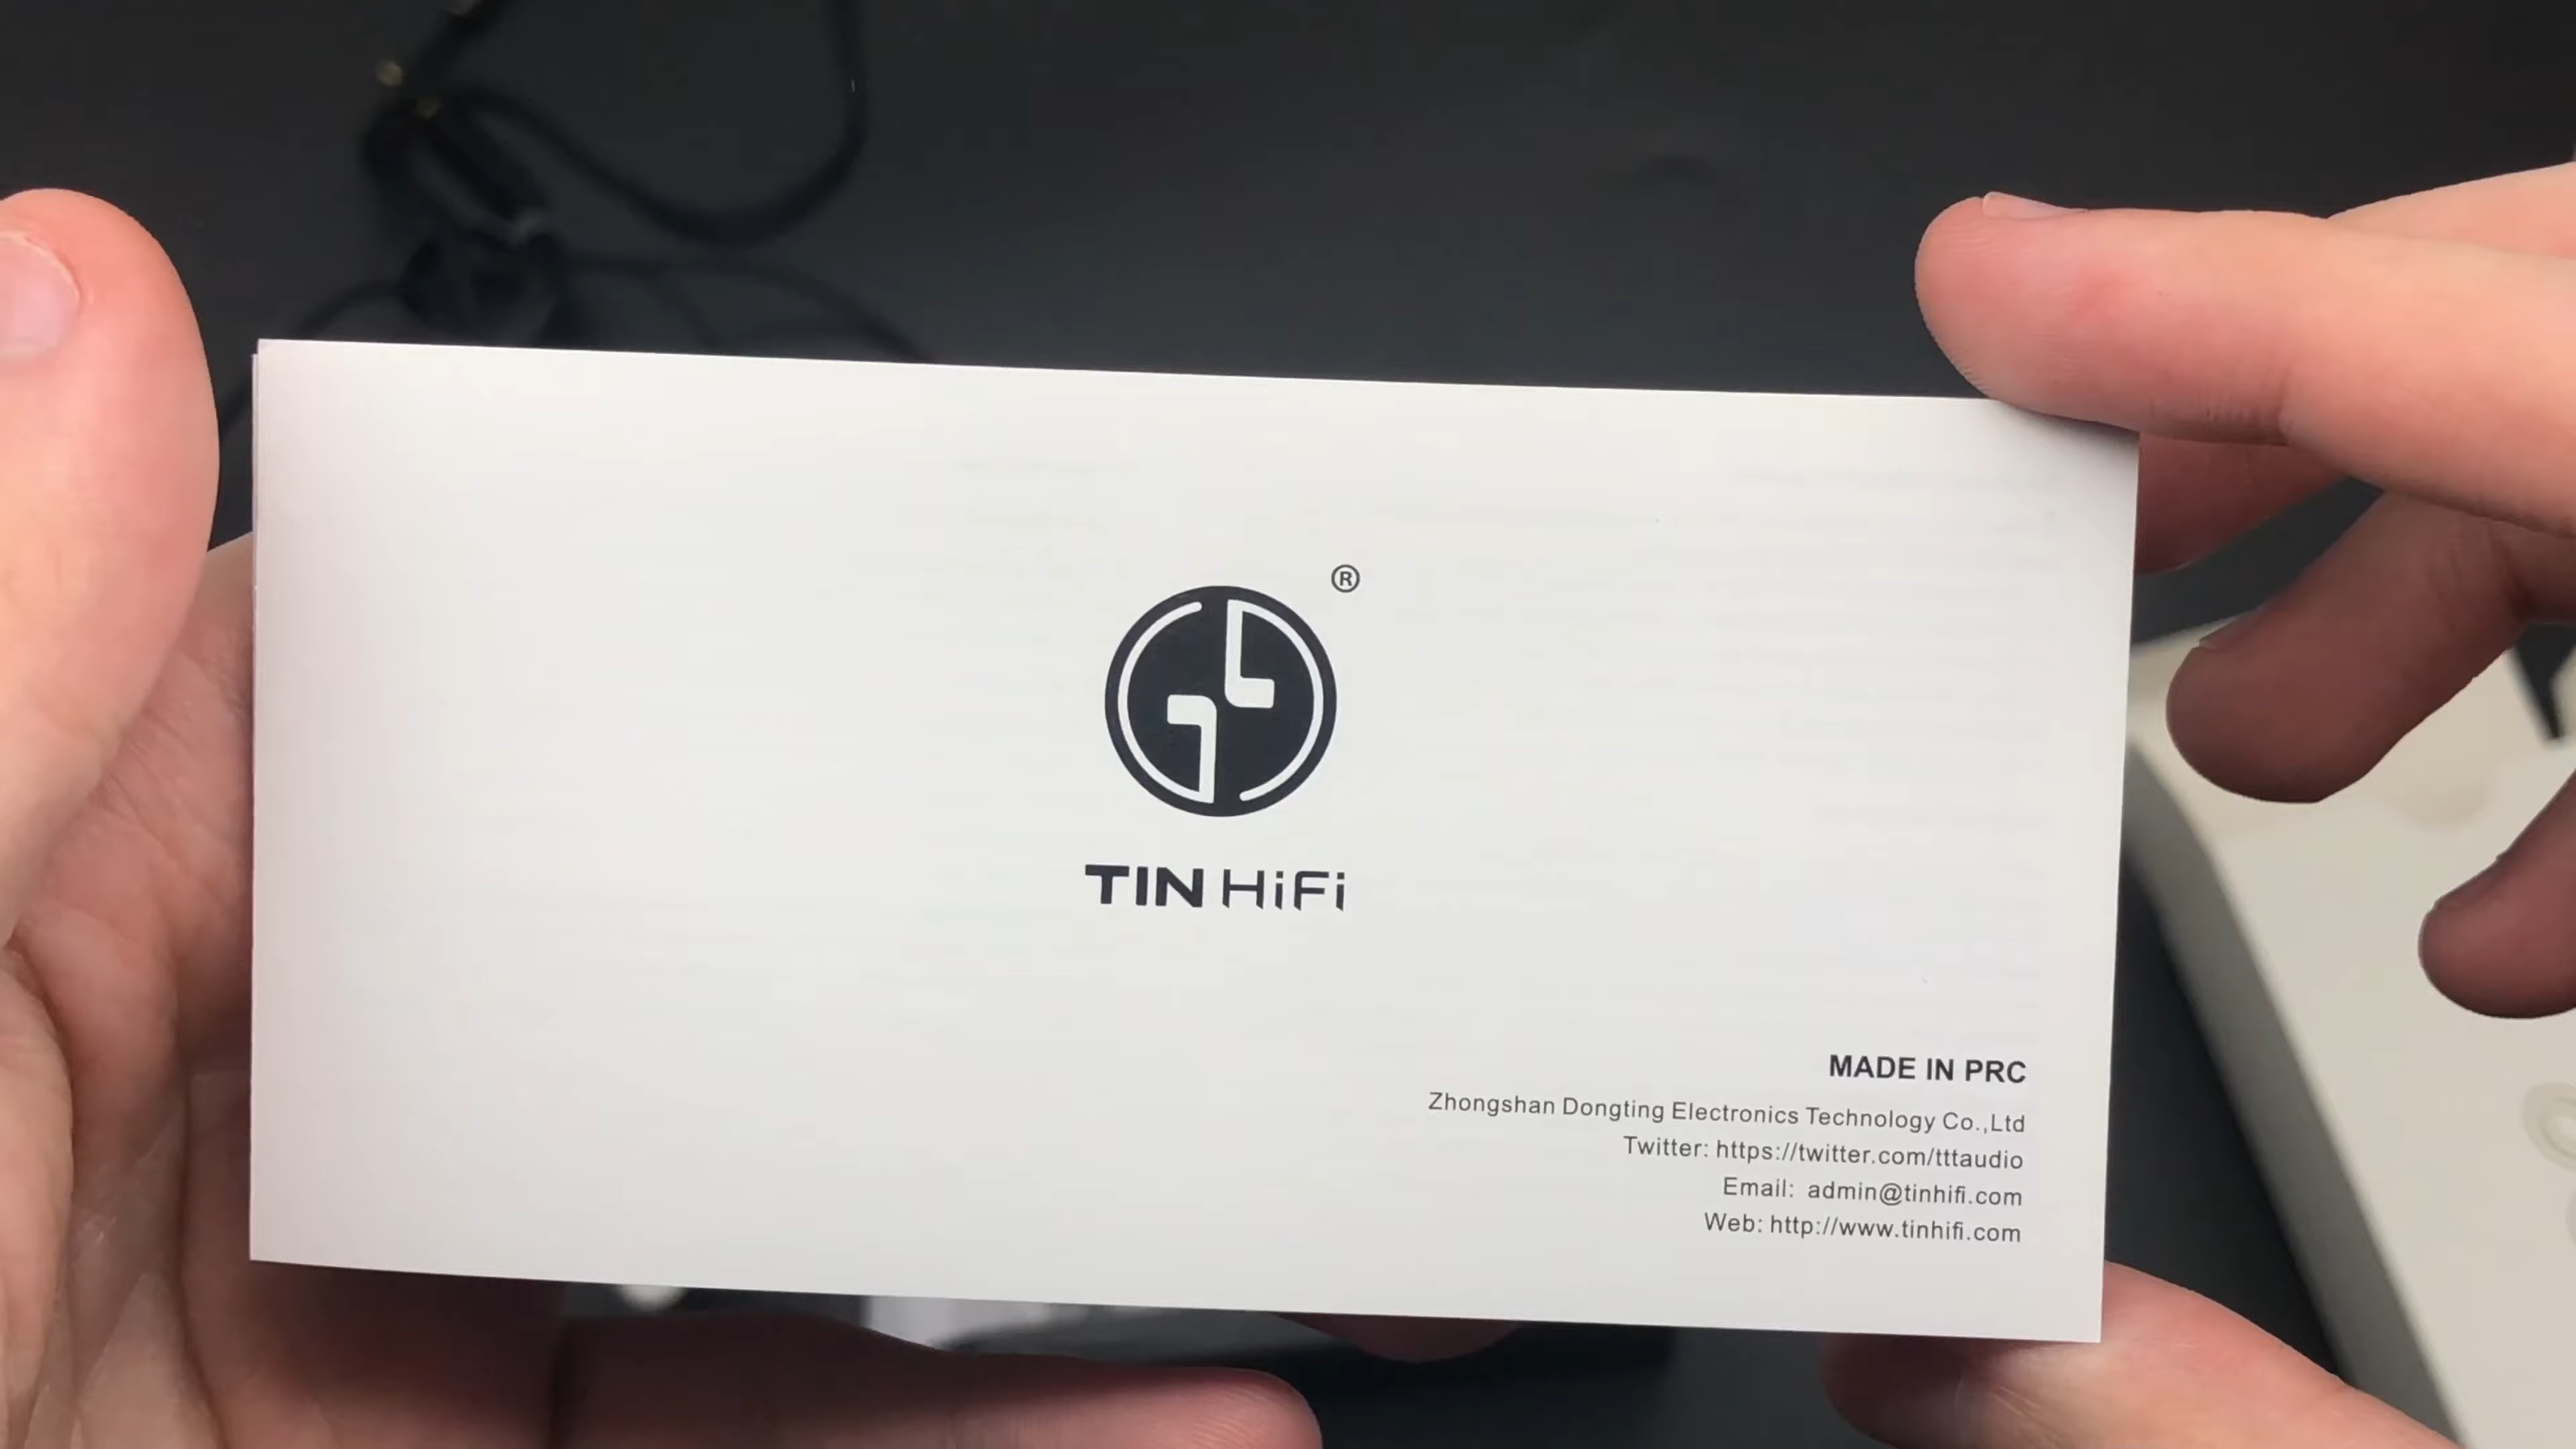 ®
TIN HiFi
MADE IN PRC
Zhongshan Dongting Electronics Technology Co.,Ltd
Twitter: https://twitter.com/tttaudio
Email: admin@tinhifi.com
Web: http://www.tinhifi.com